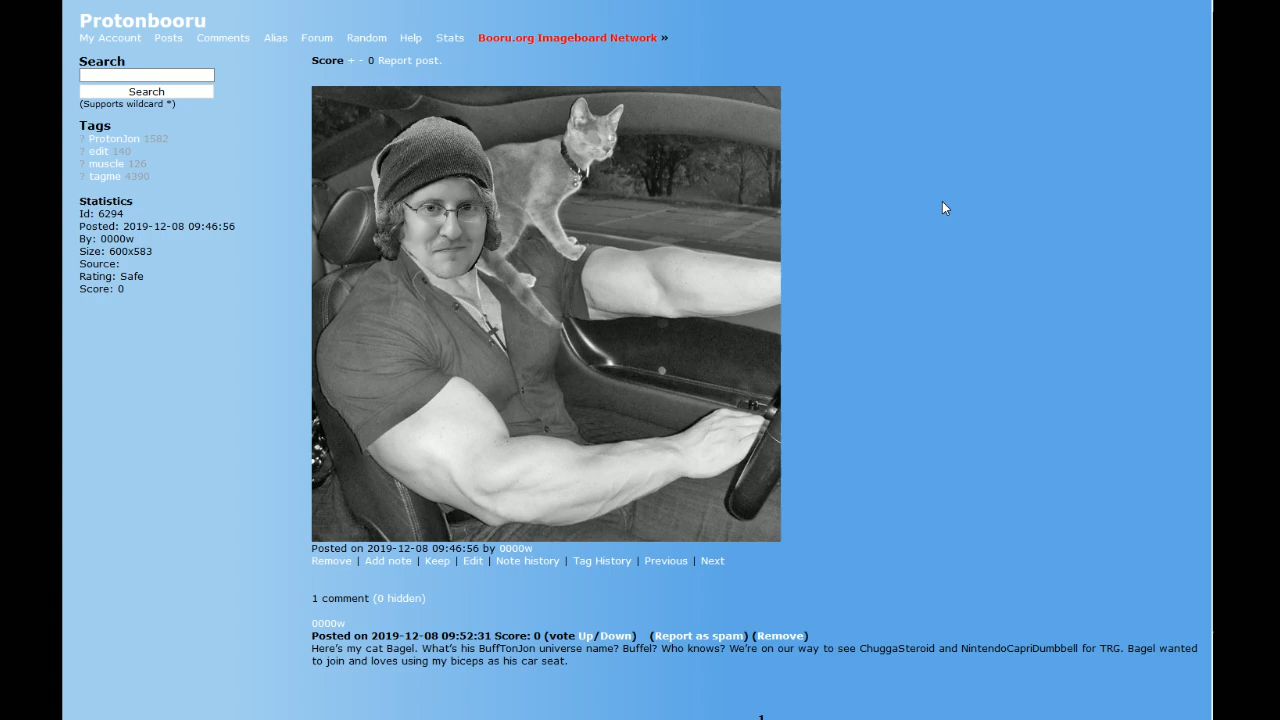 Protonbooru
My Account Posts Comments Alias Forum Random Help Stats Booru.org Imageboard Network »
Search
Search
(Supports wildcard *)
Tags
? ProtonJon 1582
? edit 140
? muscle 126
? tagme 4390
Statistics
Id: 6294
Posted: 2019-12-08 09:46:56
By: 0000w
Size: 600x583
Source:
Rating: Safe
Score: 0
Score + - 0 Report post.
Posted on 2019-12-08 09:46:56 by 0000w
Remove | Add note | Keep | Edit | Note history | Tag History | Previous | Next
1 comment (0 hidden)
0000w
Posted on 2019-12-08 09:52:31 Score: 0 (vote Up/Down) (Report as spam) (Remove)
Here's my cat Bagel. What's his BuffTonJon universe name? Buffel? Who knows? We're on our way to see ChuggaSteroid and NintendoCapriDumbbell for TRG. Bagel wanted
to join and loves using my biceps as his car seat.
1